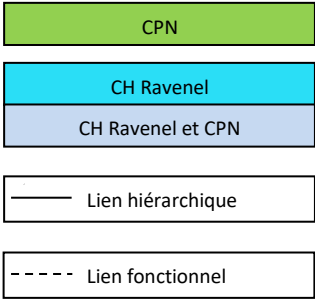 CPN
CH Ravenel
CH Ravenel et CPN
Lien hiérarchique
Lien fonctionnel